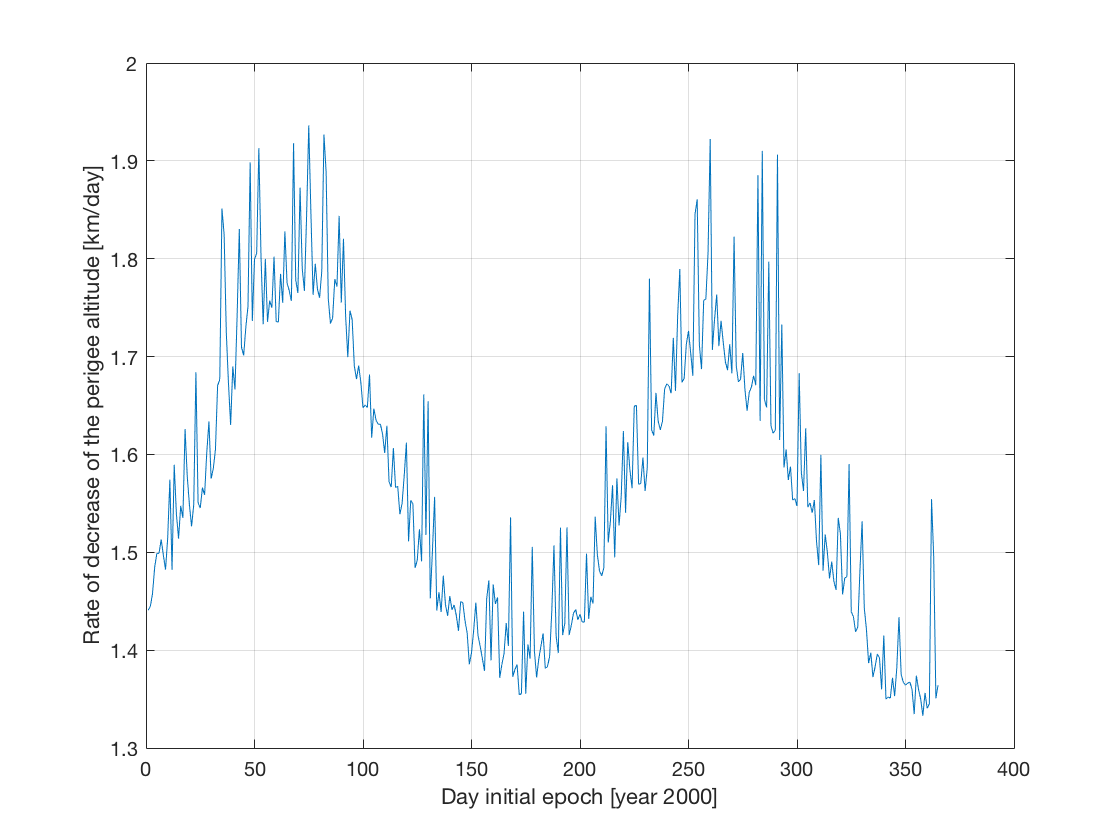 Rate of decrease of the perigee altitude [km/day]
2
1.9
1.8
1.7
1.6
1.5
1.4
1.3
0 50 100 150 200 250 300 350 400
Day initial epoch [year 2000]